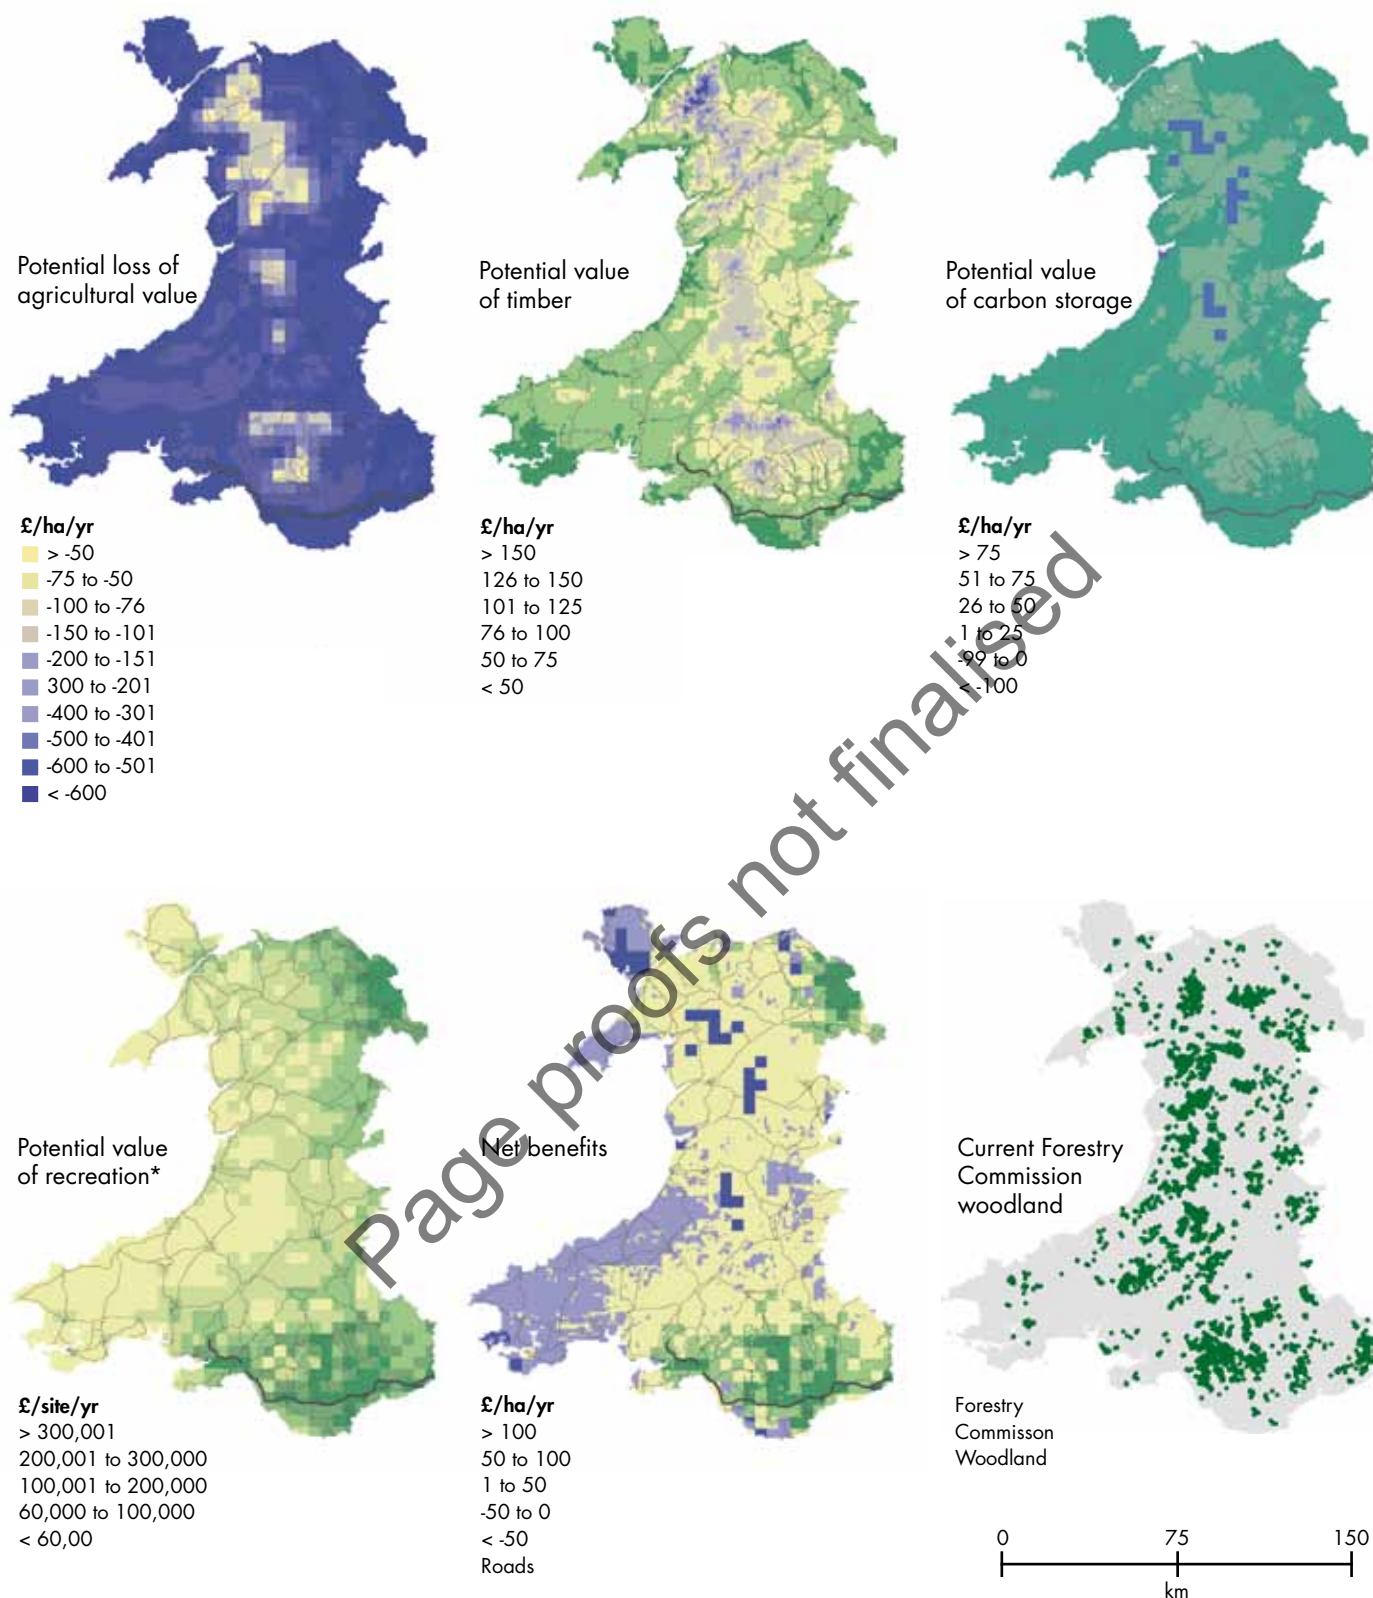 Potential loss of
agricultural value
£/ha/yr
> -50
-75 to -50
-100 to -76
-150 to -101
-200 to -151
300 to -201
-400 to -301
-500 to -401
-600 to -501
< -600
Potential value
of timber
£/ha/yr
> 150
126 to 150
101 to 125
76 to 100
50 to 75
< 50
Potential value
of carbon storage
£/ha/yr
> 75
51 to 75
26 to 50
1 to 25
-99 to 0
< -100
Page proofs not finalised
Potential value
of recreation*
£/site/yr
> 300,001
200,001 to 300,000
100,001 to 200,000
60,000 to 100,000
< 60,00
Net benefits
£/ha/yr
> 100
50 to 100
1 to 50
-50 to 0
< -50
Roads
Current Forestry
Commission
woodland
Forestry
Commisson
Woodland
0 75 150
km